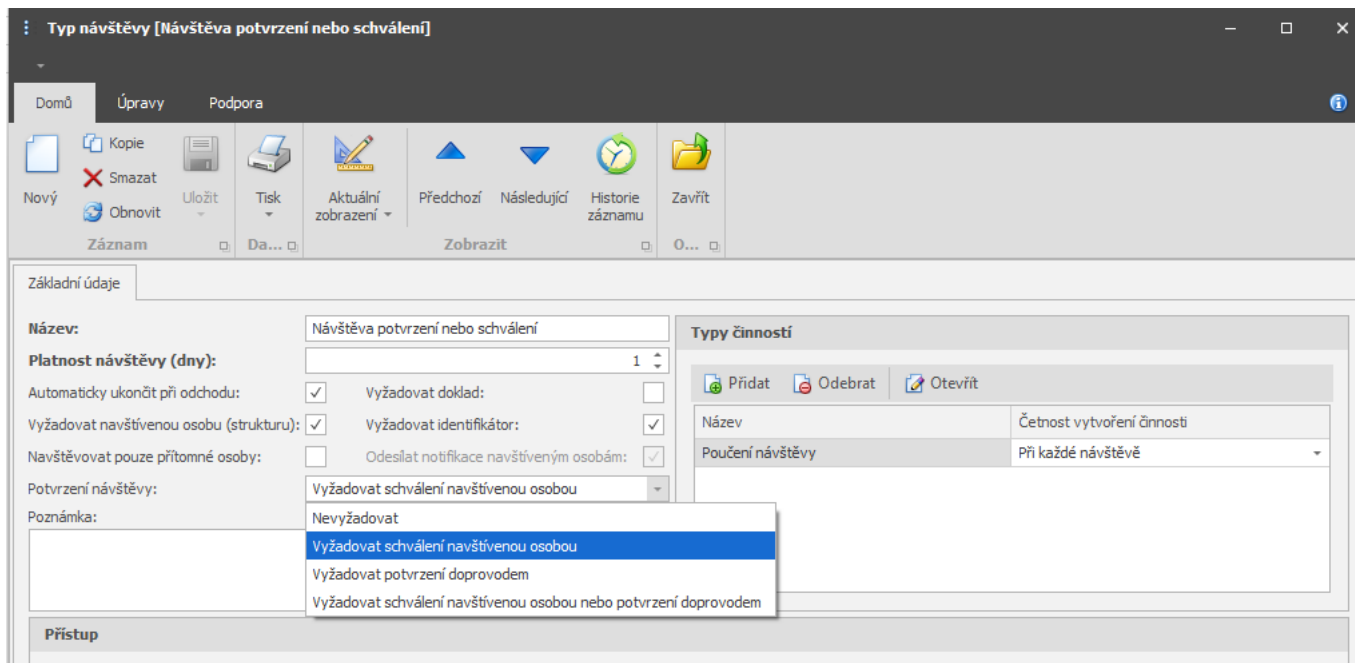 Typ návštěvy [Návštěva potvrzení nebo schválení]
Domů Úpravy Podpora
Nový
Kopie
Smazat
Obnovit
Uložit
Tisk
Aktuální
zobrazení
Předchozí
Následující
Historie
záznamu
Zavřít
Záznam Da... Zobrazit O...
Základní údaje
Název: Návštěva potvrzení nebo schválení
Platnost návštěvy (dny): 1
Automaticky ukončit při odchodu: Vyžadovat doklad:
Vyžadovat navštívenou osobu (strukturu): Vyžadovat identifikátor:
Navštěvovat pouze přítomné osoby: Odesílat notifikace navštíveným osobám:
Potvrzení návštěvy: Vyžadovat schválení navštívenou osobou
Poznámka:
Nevyžadovat
Vyžadovat schválení navštívenou osobou
Vyžadovat potvrzení doprovodem
Vyžadovat schválení navštívenou osobou nebo potvrzení doprovodem
Typy činností
Přidat Odebrat Otevřít
Název Četnost vytvoření činnosti
Poučení návštěvy Při každé návštěvě
Přístup